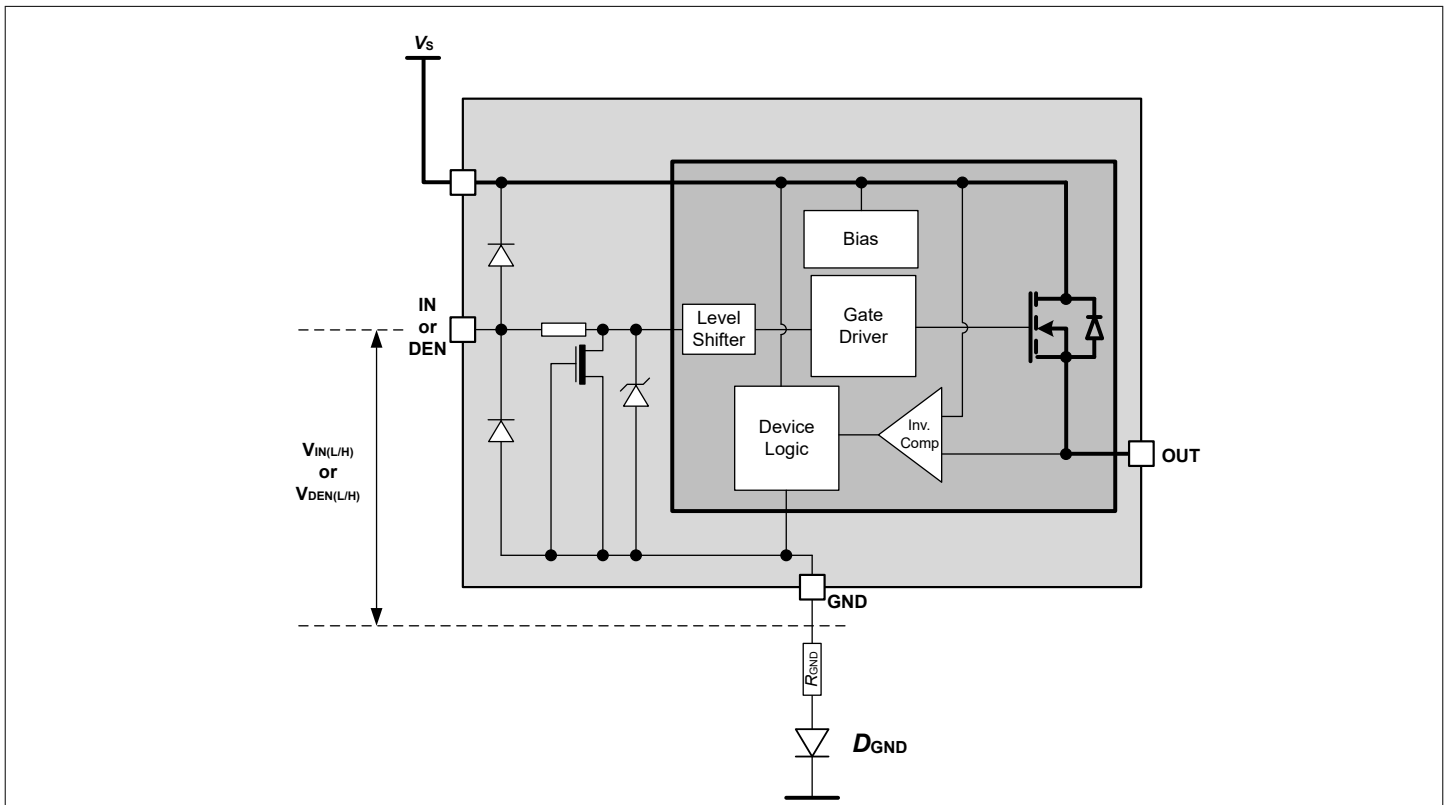 VS
Bias
IN
or
DEN
Level
Shifter
Gate
Driver
Device
Logic
Inv.
Comp
VIN(L/H)
or
VDEN(L/H)
OUT
GND
RGND
DGND